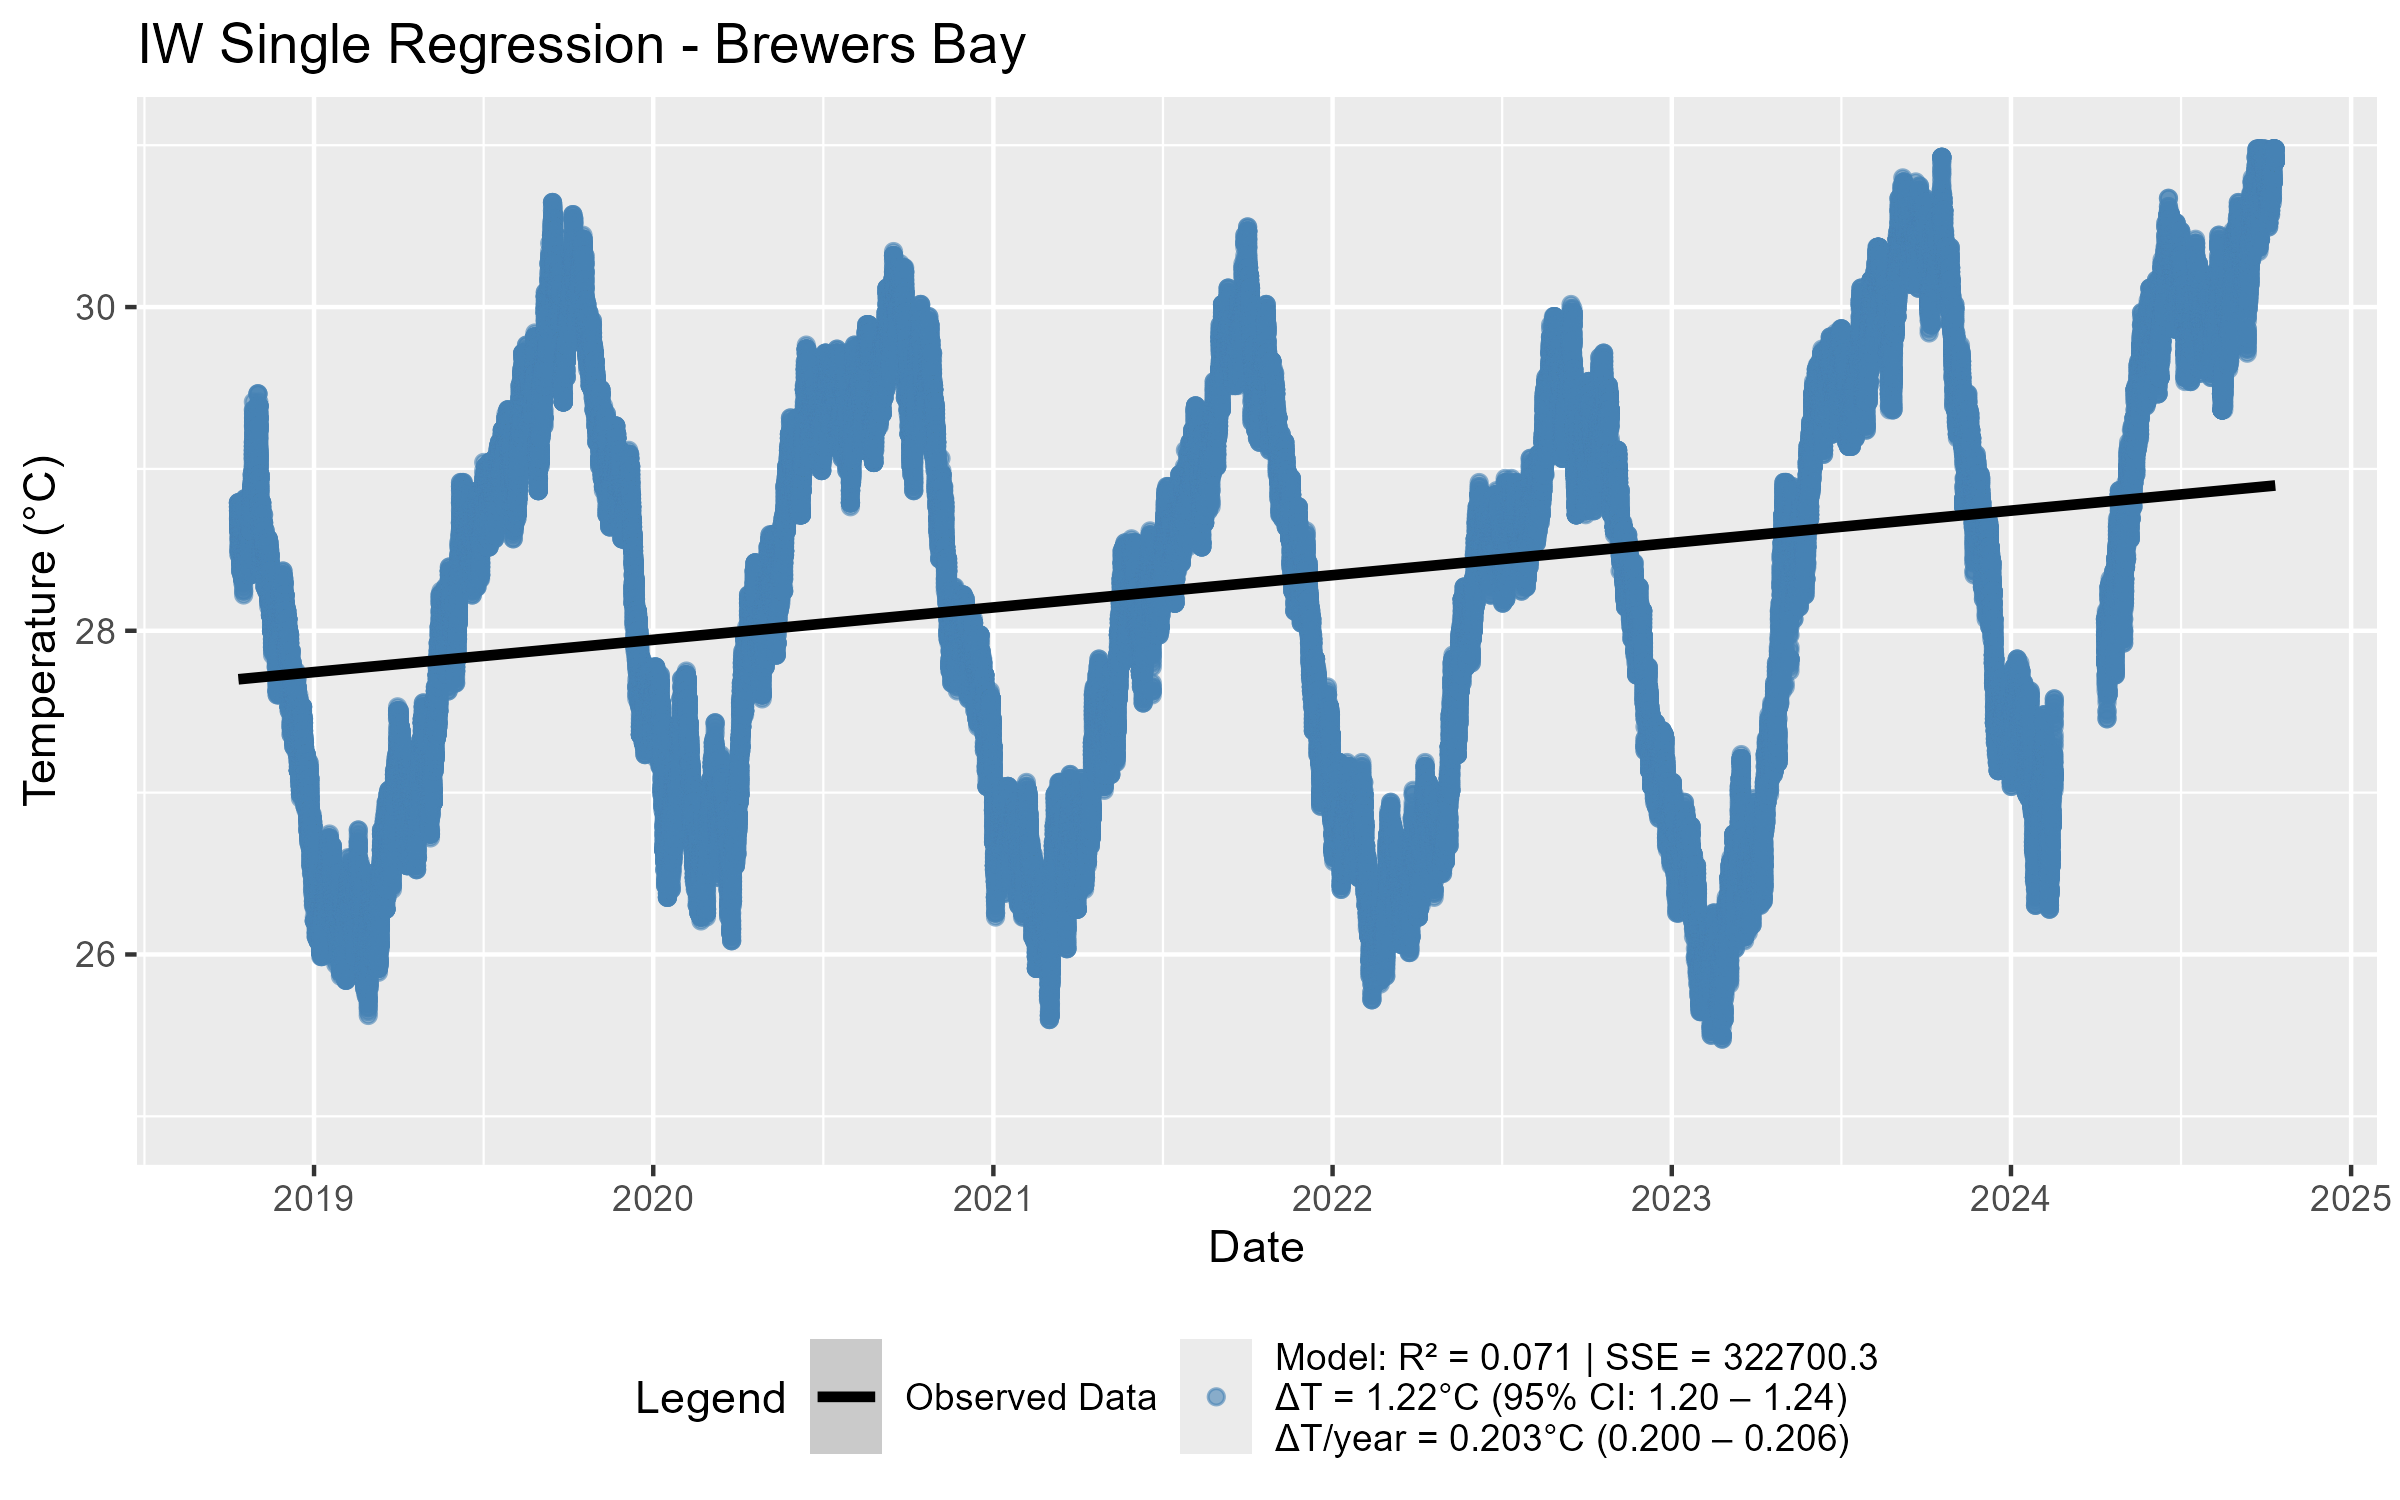 IW Single Regression - Brewers Bay
Temperature (°C)
30
28
26
2019 2020 2021 2022 2023 2024 2025
Date
Legend
Observed Data
Model: R² = 0.071 | SSE = 322700.3
ΔT = 1.22°C (95% CI: 1.20 – 1.24)
ΔT/year = 0.203°C (0.200 – 0.206)